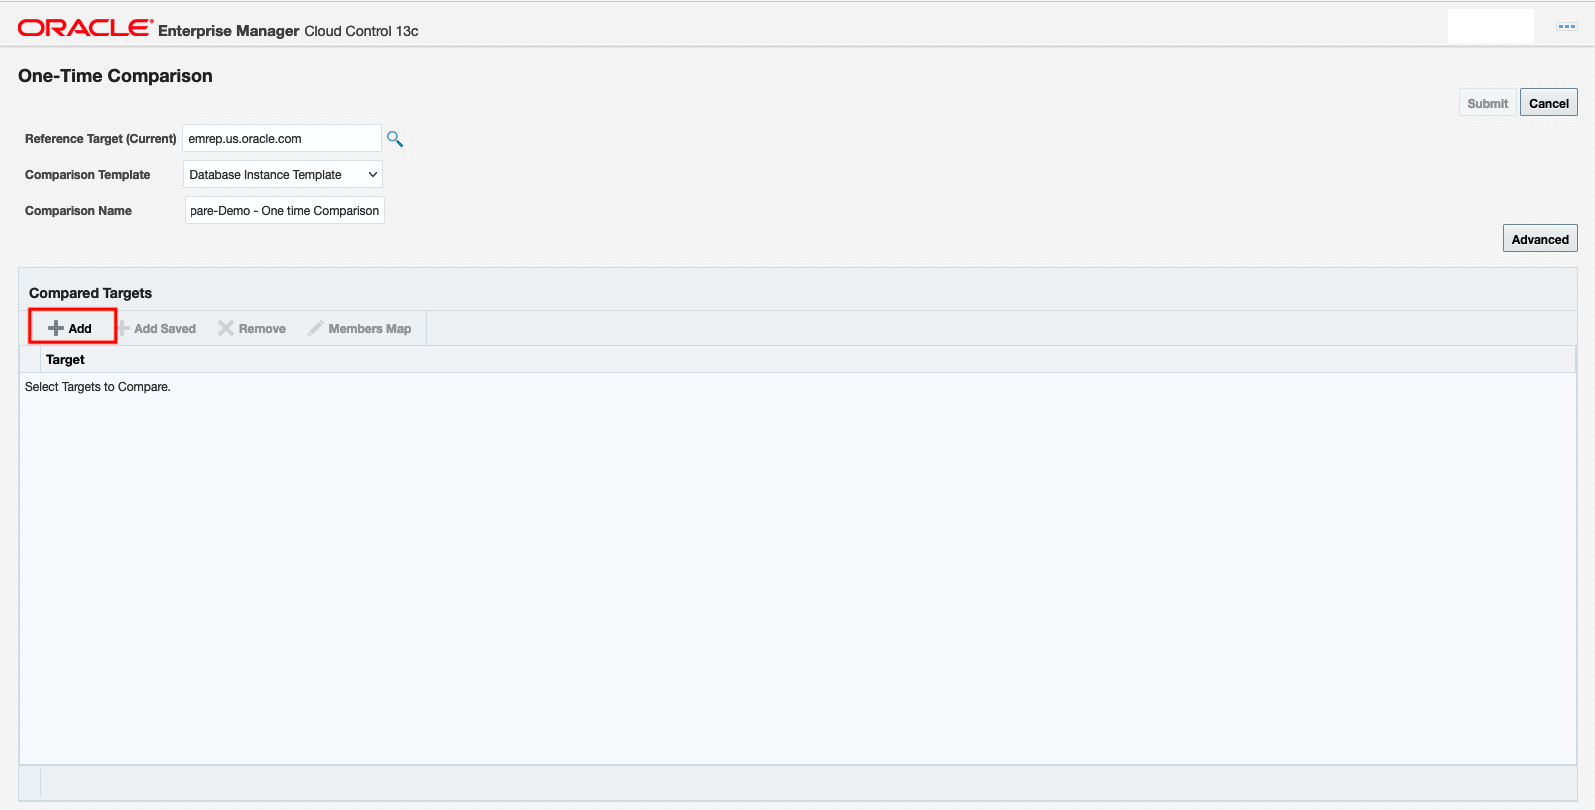 ORACLE Enterprise Manager Cloud Control 13c
One-Time Comparison
Submit Cancel
Reference Target (Current) emrep.us.oracle.com
Comparison Template Database Instance Template
Comparison Name pare-Demo - One time Comparison
Advanced
Compared Targets
Add Add Saved Remove Members Map
Target
Select Targets to Compare.